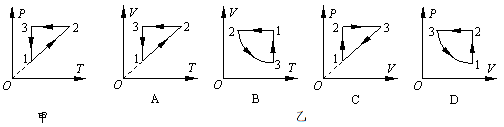 P 3 2 1 O T
V 3 2 1 O T
V 2 1 3 O T
P 2 3 1 O V
P 3 2 1 O V
甲 A B C D
乙